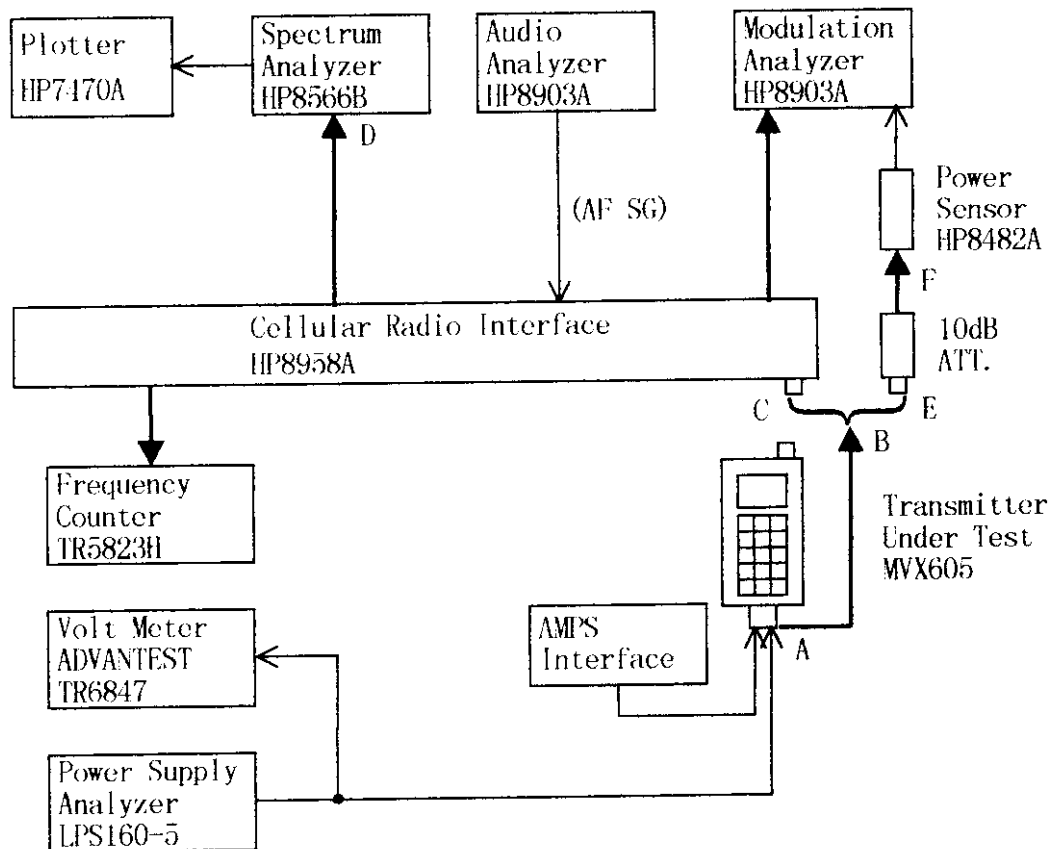 Plotter
HP7470A
Spectrum
Analyzer
HP8566B
Audio
Analyzer
HP8903A
Modulation
Analyzer
HP8903A
D
(AF SG)
Power
Sensor
HP8482A
F
Cellular Radio Interface
HP8958A
10dB
ATT.
C
E
B
Frequency
Counter
TR5823H
Transmitter
Under Test
MVX605
Volt Meter
ADVANTEST
TR6847
AMPS
Interface
A
Power Supply
Analyzer
LPS160-5